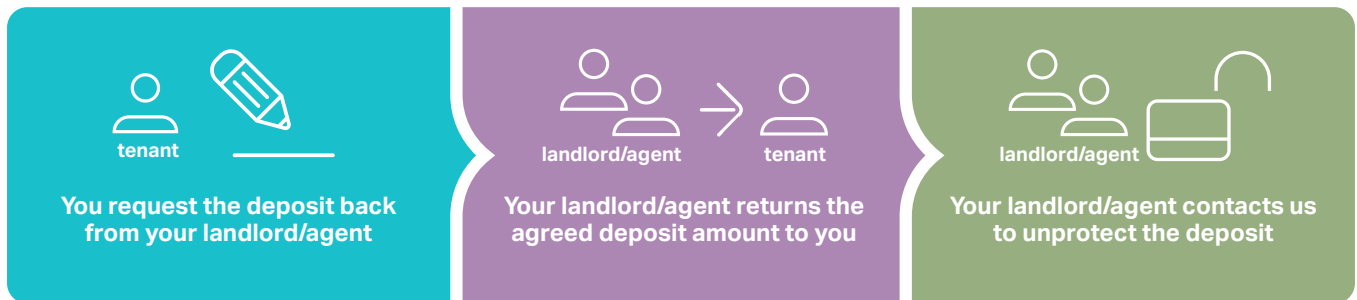 tenant
You request the deposit back
from your landlord/agent
landlord/agent
tenant
Your landlord/agent returns the
agreed deposit amount to you
landlord/agent
Your landlord/agent contacts us
to unprotect the deposit